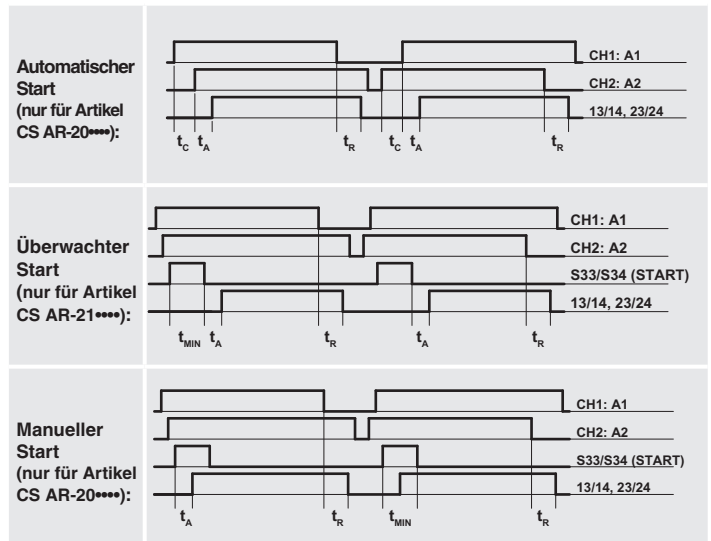 Automatischer
Start
(nur für Artikel
CS AR-20••••):
CH1: A1
CH2: A2
13/14, 23/24
tC tA tR tC tA tR
Überwachter
Start
(nur für Artikel
CS AR-21••••):
CH1: A1
CH2: A2
S33/S34 (START)
13/14, 23/24
tMIN tA tR tA tR
Manueller
Start
(nur für Artikel
CS AR-20••••):
CH1: A1
CH2: A2
S33/S34 (START)
13/14, 23/24
tA tR tMIN tR